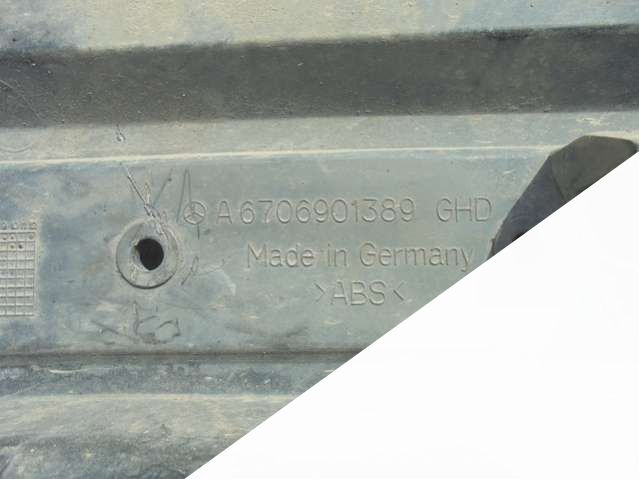 A 6706901389 GHD
Made in Germany
>ABS<